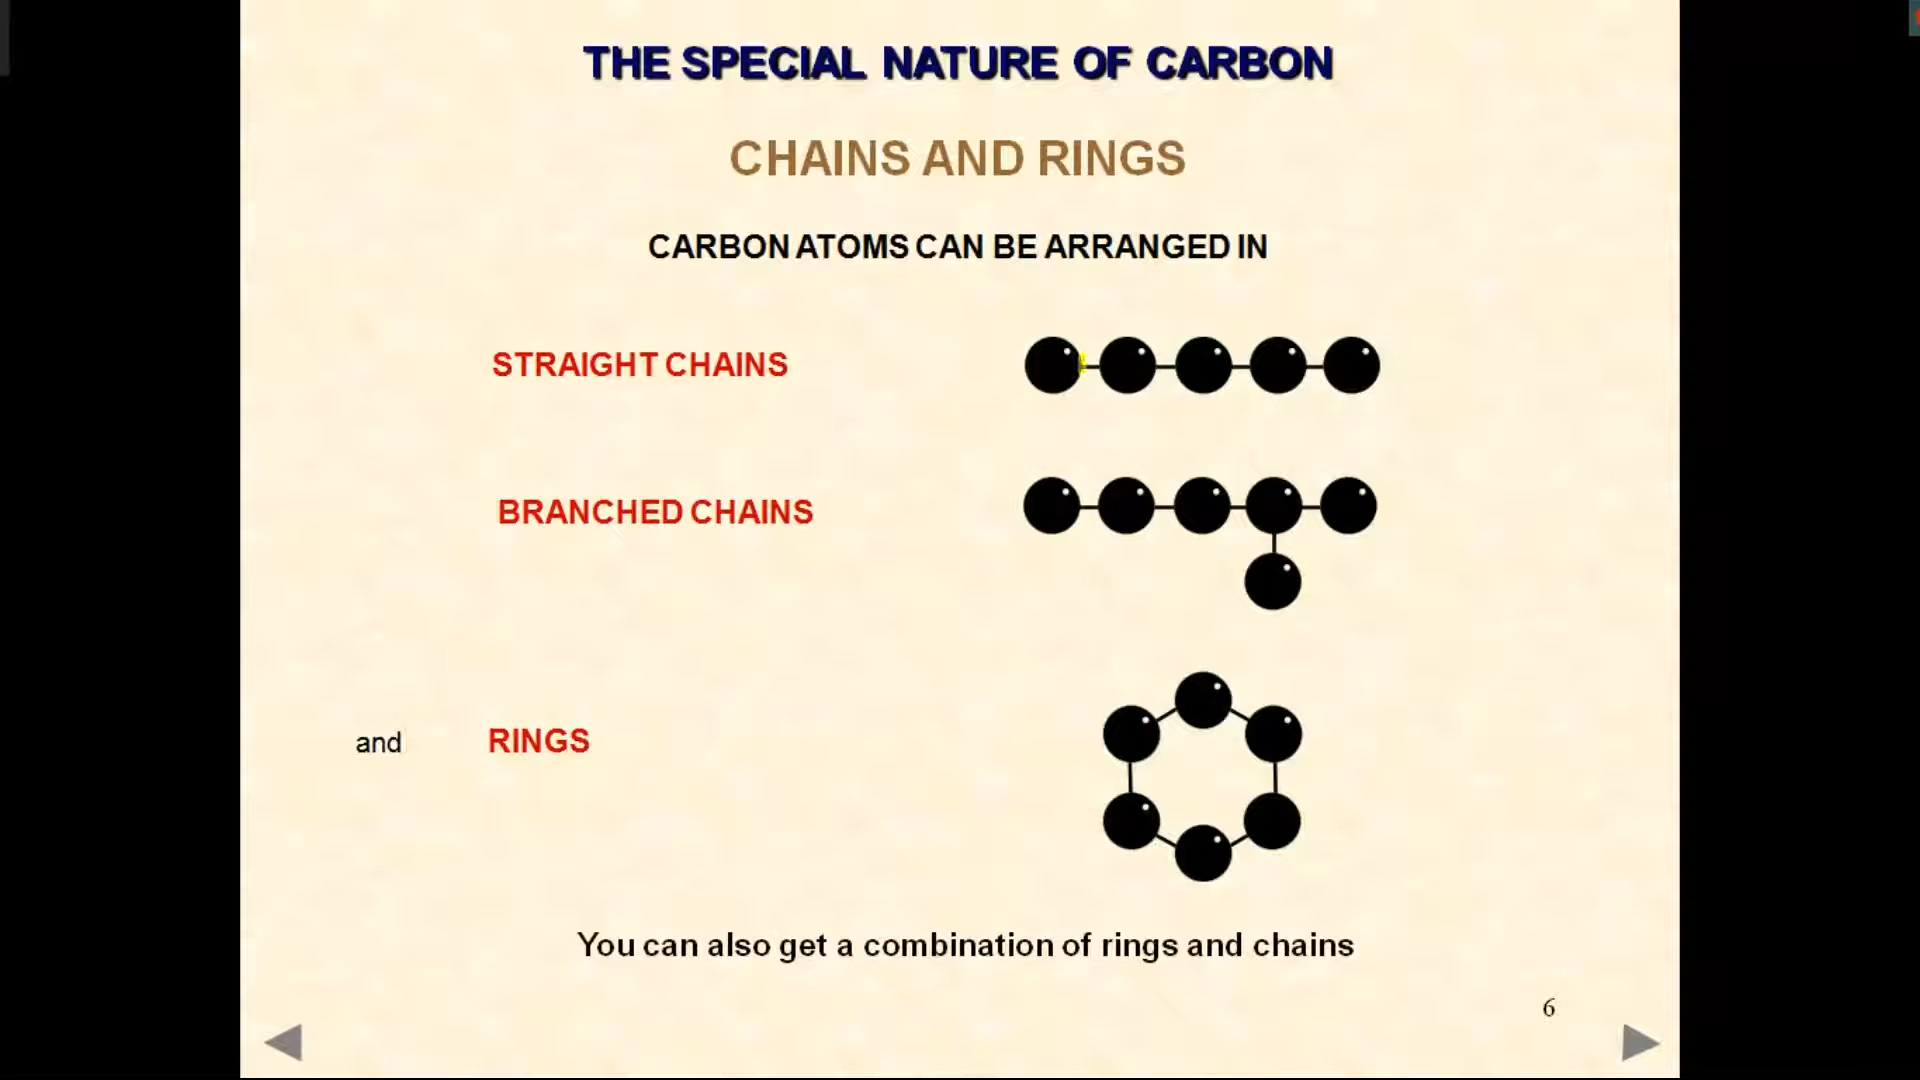 THE SPECIAL NATURE OF CARBON
CHAINS AND RINGS
CARBON ATOMS CAN BE ARRANGED IN
STRAIGHT CHAINS
BRANCHED CHAINS
and RINGS
You can also get a combination of rings and chains
6